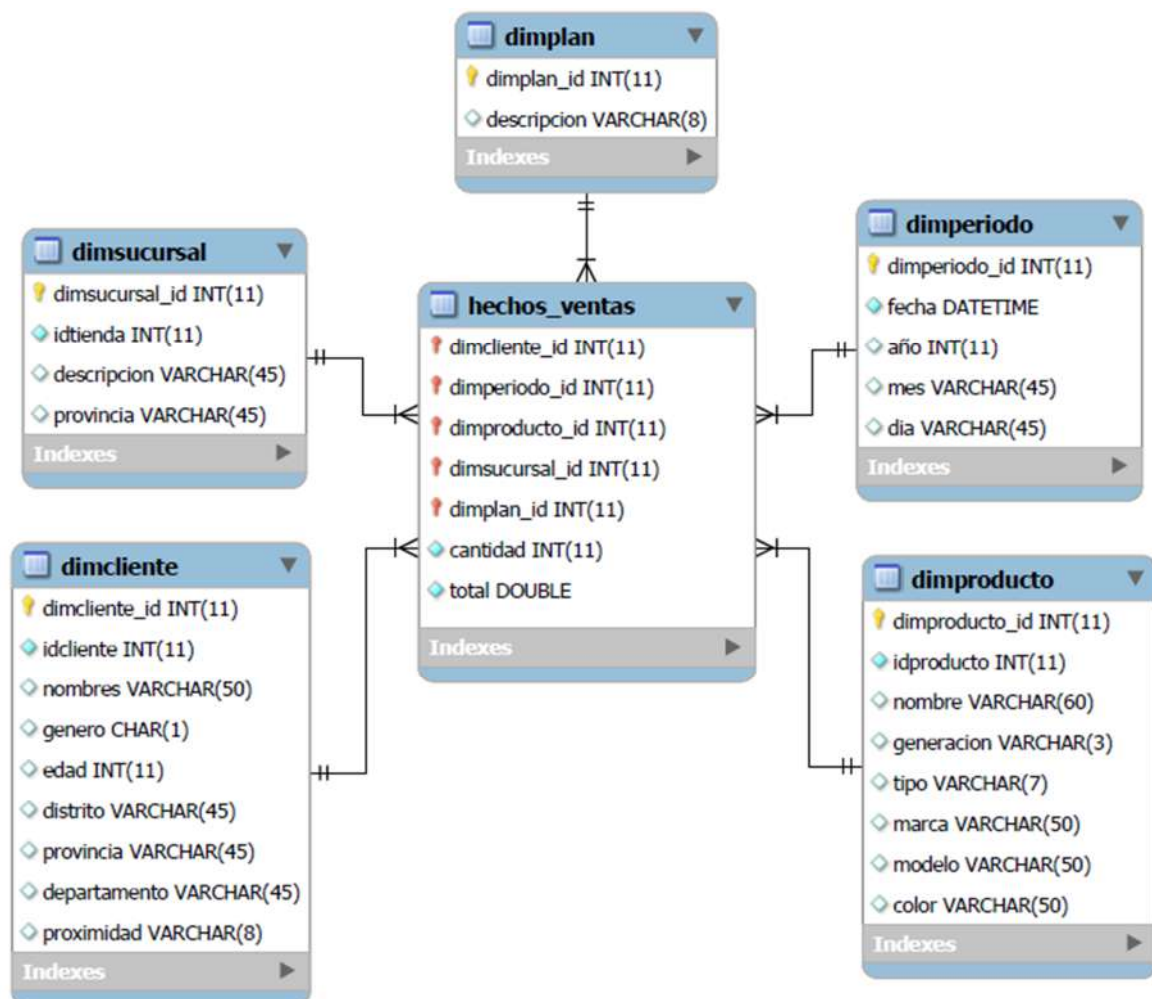 dimplan
dimplan_id INT(11)
descripcion VARCHAR(8)
Indexes
dimsucursal
dimsucursal_id INT(11)
idtienda INT(11)
descripcion VARCHAR(45)
provincia VARCHAR(45)
Indexes
hechos_ventas
dimcliente_id INT(11)
dimperiodo_id INT(11)
dimproducto_id INT(11)
dimsucursal_id INT(11)
dimplan_id INT(11)
cantidad INT(11)
total DOUBLE
Indexes
dimperiodo
dimperiodo_id INT(11)
fecha DATETIME
año INT(11)
mes VARCHAR(45)
dia VARCHAR(45)
Indexes
dimcliente
dimcliente_id INT(11)
idcliente INT(11)
nombres VARCHAR(50)
genero CHAR(1)
edad INT(11)
distrito VARCHAR(45)
provincia VARCHAR(45)
departamento VARCHAR(45)
proximidad VARCHAR(8)
Indexes
dimproducto
dimproducto_id INT(11)
idproducto INT(11)
nombre VARCHAR(60)
generacion VARCHAR(3)
tipo VARCHAR(7)
marca VARCHAR(50)
modelo VARCHAR(50)
color VARCHAR(50)
Indexes